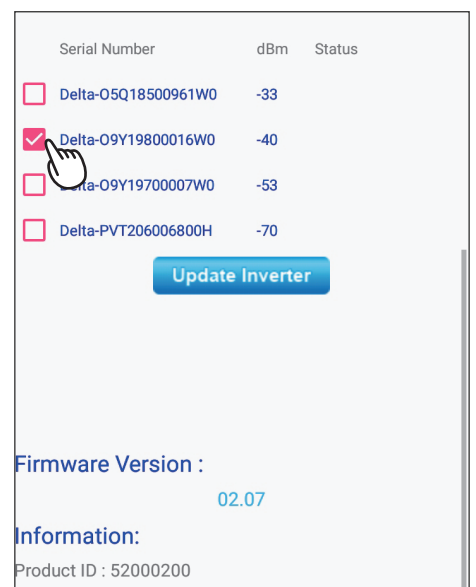 Serial Number dBm Status
Delta-O5Q18500961W0 -33
Delta-O9Y19800016W0 -40
Delta-O9Y19700007W0 -53
Delta-PVT206006800H -70
Update Inverter
Firmware Version :
02.07
Information:
Product ID : 52000200